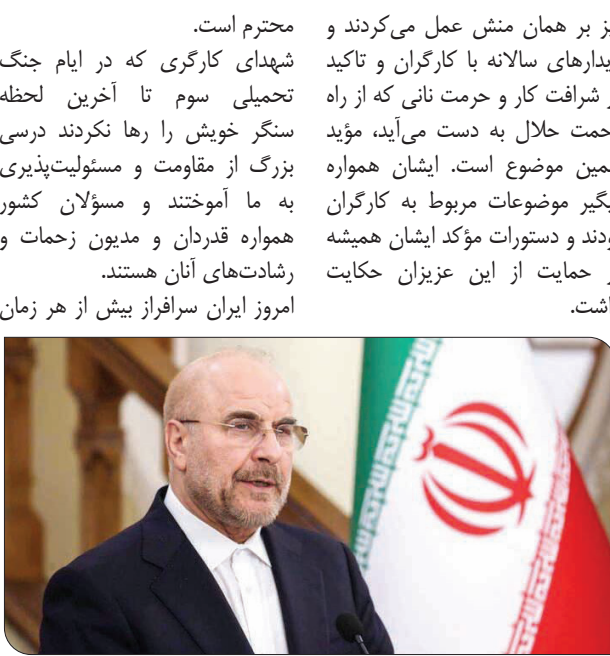 یز بر همان منش عمل می‌کردند و
یدارهای سالانه با کارگران و تاکید
ر شرافت کار و حرمت نانی که از راه
حمت حلال به دست می‌آید، مؤید
مین موضوع است. ایشان همواره
یگیر موضوعات مربوط به کارگران
ودند و دستورات مؤکد ایشان همیشه
ر حمایت از این عزیزان حکایت
اشت.
محترم است.
شهدای کارگری که در ایام جنگ
تحمیلی سوم تا آخرین لحظه
سنگر خویش را رها نکردند درسی
بزرگ از مقاومت و مسئولیت‌پذیری
به ما آموختند و مسؤلان کشور
همواره قدردان و مدیون زحمات و
رشادت‌های آنان هستند.
امروز ایران سرافراز بیش از هر زمان